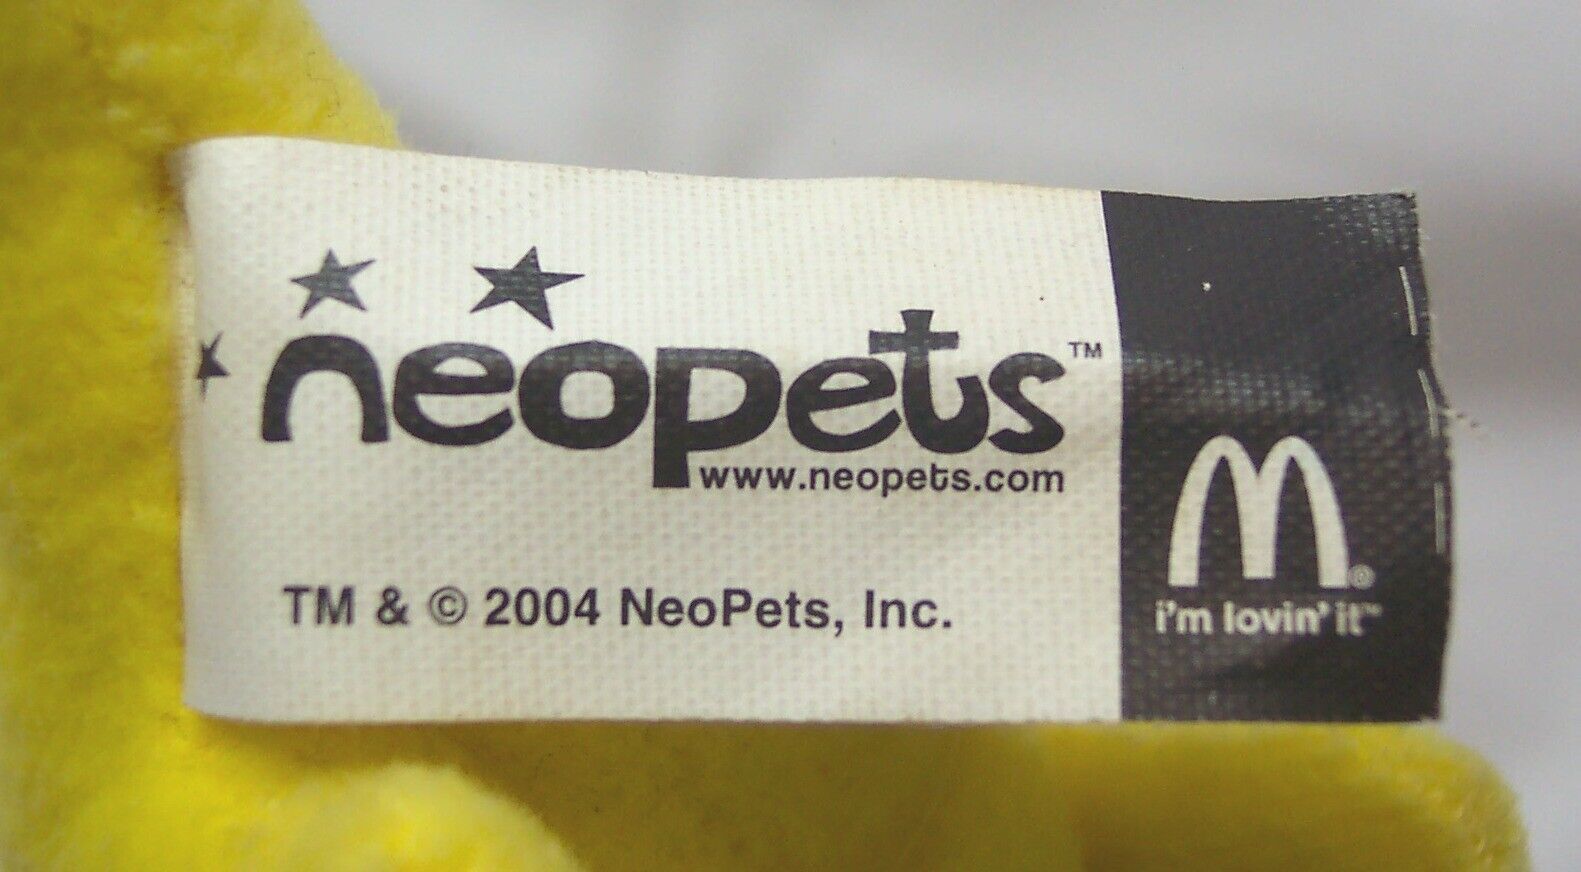 neopets™
www.neopets.com
TM & © 2004 NeoPets, Inc.
M®
i'm lovin' it™